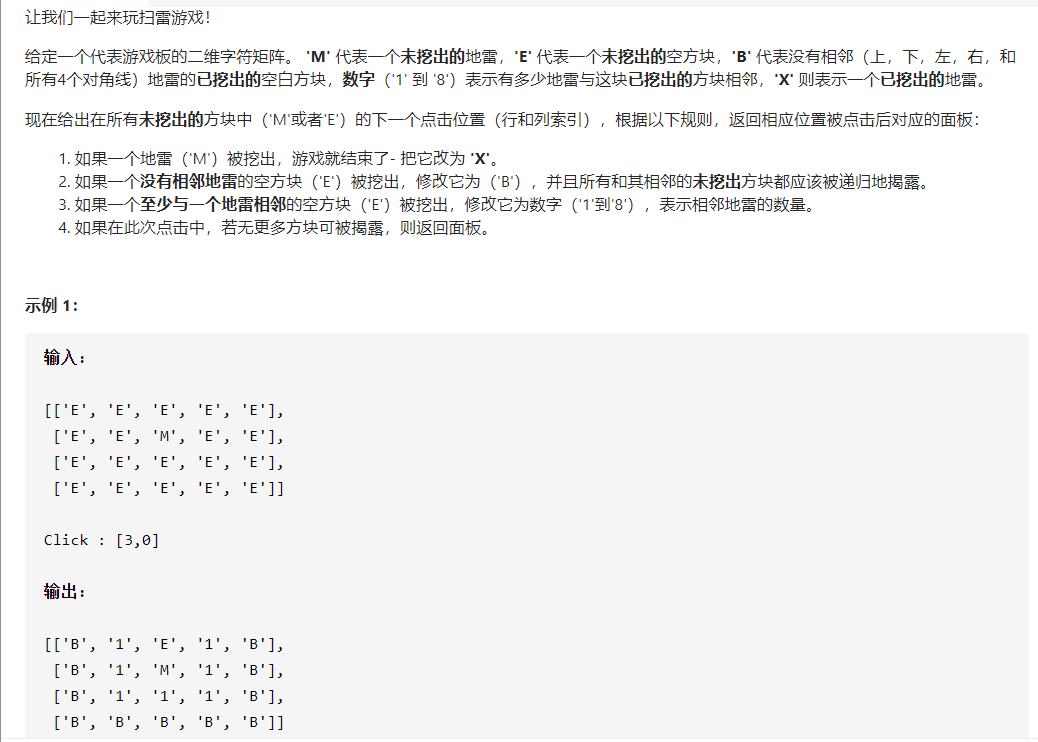 让我们一起来玩扫雷游戏！
给定一个代表游戏板的二维字符矩阵。 'M' 代表一个未挖出的地雷，'E' 代表一个未挖出的空方块，'B' 代表没有相邻（上，下，左，右，和
所有4个对角线）地雷的已挖出的空白方块，数字（'1' 到 '8'）表示有多少地雷与这块已挖出的方块相邻，'X' 则表示一个已挖出的地雷。
现在给出在所有未挖出的方块中（'M'或者'E'）的下一个点击位置（行和列索引），根据以下规则，返回相应位置被点击后对应的面板：
1. 如果一个地雷（'M'）被挖出，游戏就结束了- 把它改为 'X'。
2. 如果一个没有相邻地雷的空方块（'E'）被挖出，修改它为（'B'），并且所有和其相邻的未挖出方块都应该被递归地揭露。
3. 如果一个至少与一个地雷相邻的空方块（'E'）被挖出，修改它为数字（'1'到'8'），表示相邻地雷的数量。
4. 如果在此次点击中，若无更多方块可被揭露，则返回面板。
示例 1：
输入：
[['E', 'E', 'E', 'E', 'E'],
['E', 'E', 'M', 'E', 'E'],
['E', 'E', 'E', 'E', 'E'],
['E', 'E', 'E', 'E', 'E']]
Click : [3,0]
输出：
[['B', '1', 'E', '1', 'B'],
['B', '1', 'M', '1', 'B'],
['B', '1', '1', '1', 'B'],
['B', 'B', 'B', 'B', 'B']]